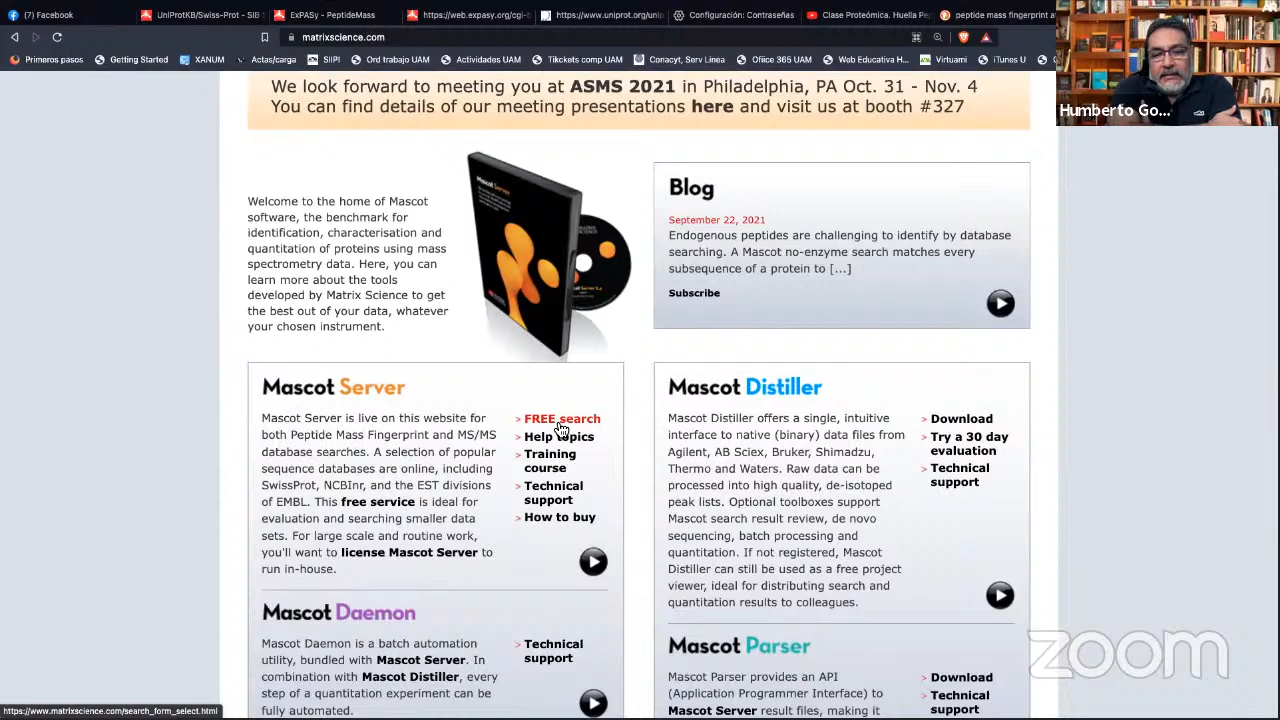 Facebook
UniProtKB/Swiss-Prot - SIB S
ExPASy - PeptideMass
https://web.expasy.org/cgi-b
https://www.uniprot.org/unip
Configuración: Contraseñas
Clase Proteómica. Huella Pe
peptide mass fingerprint at
matrixscience.com
Primeros pasos
Getting Started
XANUM
Actas/carga
SIIPI
Ord trabajo UAM
Actividades UAM
Tikcets comp UAM
Conacyt, Serv Linea
Ofiice 365 UAM
Web Educativa H...
Virtuami
iTunes U
Humberto Go...
We look forward to meeting you at ASMS 2021 in Philadelphia, PA Oct. 31 - Nov. 4
You can find details of our meeting presentations here and visit us at booth #327
Welcome to the home of Mascot
software, the benchmark for
identification, characterisation and
quantitation of proteins using mass
spectrometry data. Here, you can
learn more about the tools
developed by Matrix Science to get
the best out of your data, whatever
your chosen instrument.
Mascot Server
Blog
September 22, 2021
Endogenous peptides are challenging to identify by database
searching. A Mascot no-enzyme search matches every
subsequence of a protein to [...]
Subscribe
Mascot Server
Mascot Server is live on this website for
both Peptide Mass Fingerprint and MS/MS
database searches. A selection of popular
sequence databases are online, including
SwissProt, NCBInr, and the EST divisions
of EMBL. This free service is ideal for
evaluation and searching smaller data
sets. For large scale and routine work,
you'll want to license Mascot Server to
run in-house.
> FREE search
> Help topics
> Training
course
> Technical
support
> How to buy
Mascot Daemon
Mascot Daemon is a batch automation
utility, bundled with Mascot Server. In
combination with Mascot Distiller, every
step of a quantitation experiment can be
fully automated.
> Technical
support
Mascot Distiller
Mascot Distiller offers a single, intuitive
interface to native (binary) data files from
Agilent, AB Sciex, Bruker, Shimadzu,
Thermo and Waters. Raw data can be
processed into high quality, de-isotoped
peak lists. Optional toolboxes support
Mascot search result review, de novo
sequencing, batch processing and
quantitation. If not registered, Mascot
Distiller can still be used as a free project
viewer, ideal for distributing search and
quantitation results to colleagues.
> Download
> Try a 30 day
evaluation
> Technical
support
Mascot Parser
Mascot Parser provides an API
(Application Programmer Interface) to
Mascot Server result files, making it
> Download
> Technical
support
zoom
https://www.matrixscience.com/search_form_select.html